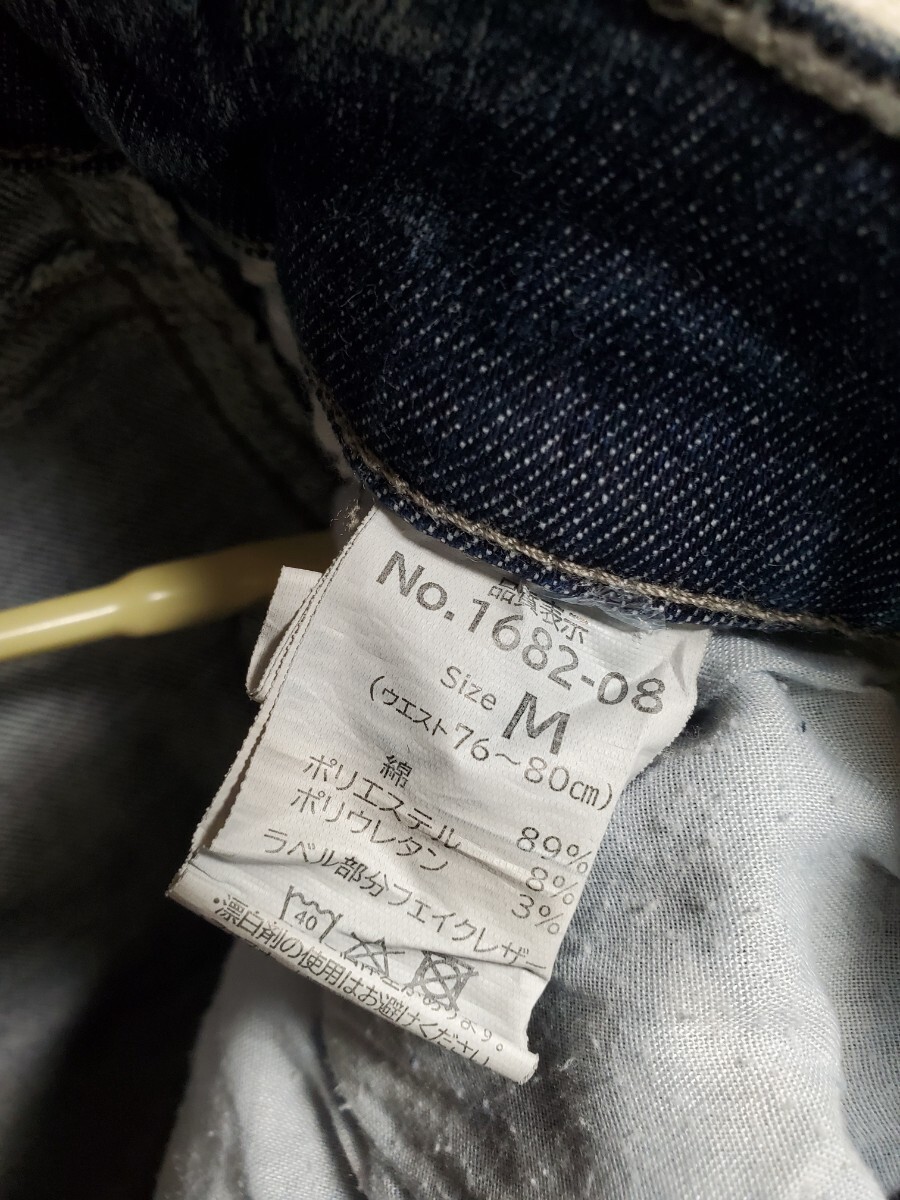 品質表示
No.1682-08
Size M
(ウエスト76〜80cm)
綿 89%
ポリエステル 8%
ポリウレタン 3%
ラベル部分フェイクレザー
40
・漂白剤の使用はお避けください